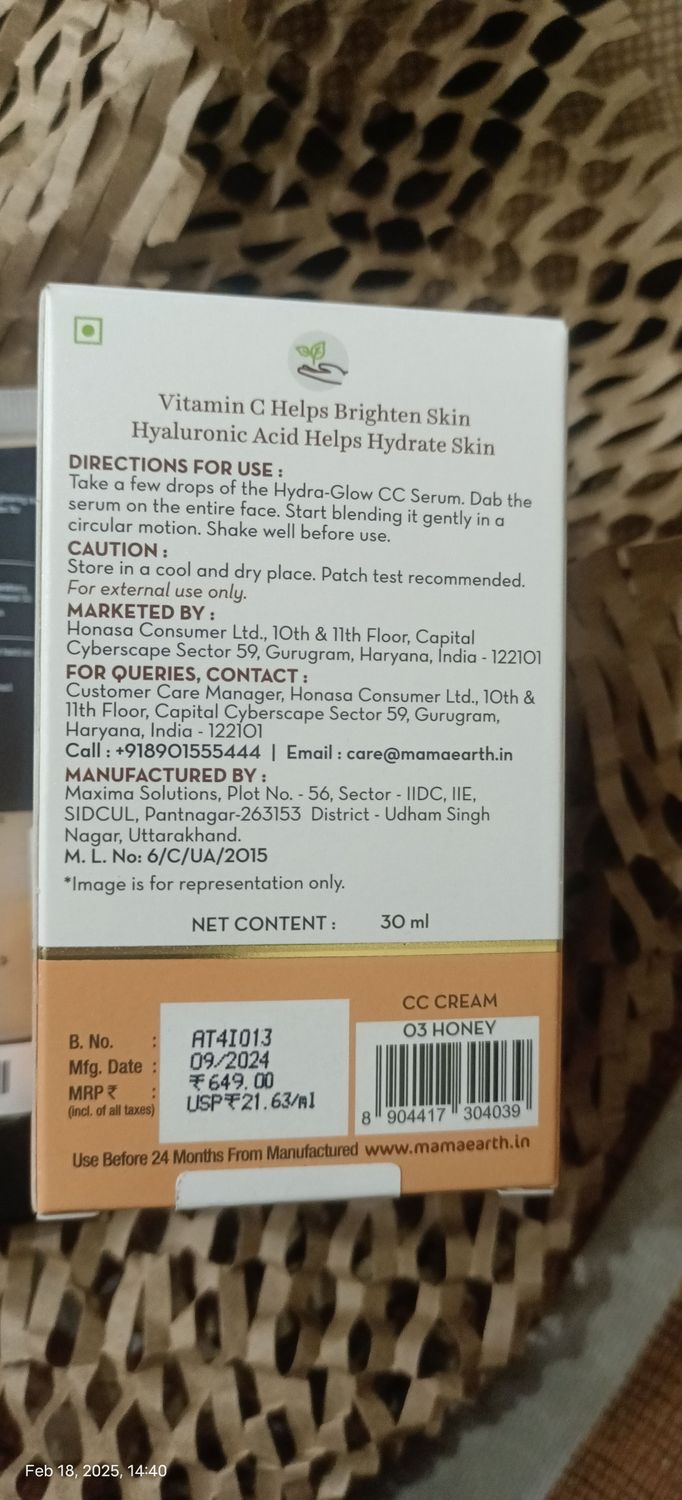 Vitamin C Helps Brighten Skin
Hyaluronic Acid Helps Hydrate Skin
DIRECTIONS FOR USE :
Take a few drops of the Hydra-Glow CC Serum. Dab the
serum on the entire face. Start blending it gently in a
circular motion. Shake well before use.
CAUTION :
Store in a cool and dry place. Patch test recommended.
For external use only.
MARKETED BY :
Honasa Consumer Ltd., 10th & 11th Floor, Capital
Cyberscape Sector 59, Gurugram, Haryana, India - 122101
FOR QUERIES, CONTACT :
Customer Care Manager, Honasa Consumer Ltd., 10th &
11th Floor, Capital Cyberscape Sector 59, Gurugram,
Haryana, India - 122101
Call : +918901555444 | Email : care@mamaearth.in
MANUFACTURED BY :
Maxima Solutions, Plot No. - 56, Sector - IIDC, IIE,
SIDCUL, Pantnagar-263153 District - Udham Singh
Nagar, Uttarakhand.
M. L. No: 6/C/UA/2015
*Image is for representation only.
NET CONTENT : 30 ml
CC CREAM
03 HONEY
B. No. : AT4I013
Mfg. Date : 09/2024
MRP ₹ : ₹649.00
(incl. of all taxes) USP₹21.63/ml
8 904417 304039
Use Before 24 Months From Manufactured www.mamaearth.in
Feb 18, 2025, 14:40